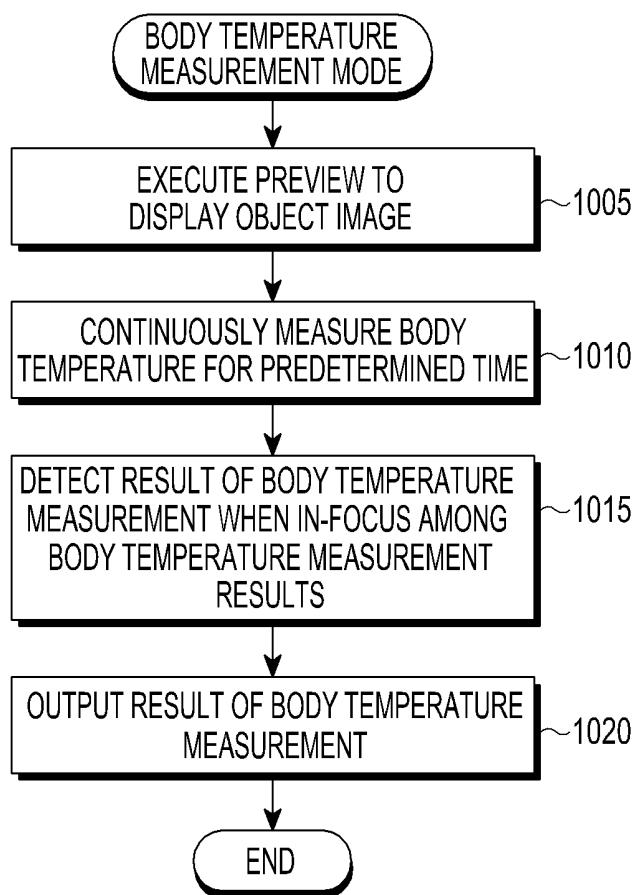 BODY TEMPERATURE
MEASUREMENT MODE
EXECUTE PREVIEW TO
DISPLAY OBJECT IMAGE
1005
CONTINUOUSLY MEASURE BODY
TEMPERATURE FOR PREDETERMINED TIME
1010
DETECT RESULT OF BODY TEMPERATURE
MEASUREMENT WHEN IN-FOCUS AMONG
BODY TEMPERATURE MEASUREMENT
RESULTS
1015
OUTPUT RESULT OF BODY TEMPERATURE
MEASUREMENT
1020
END